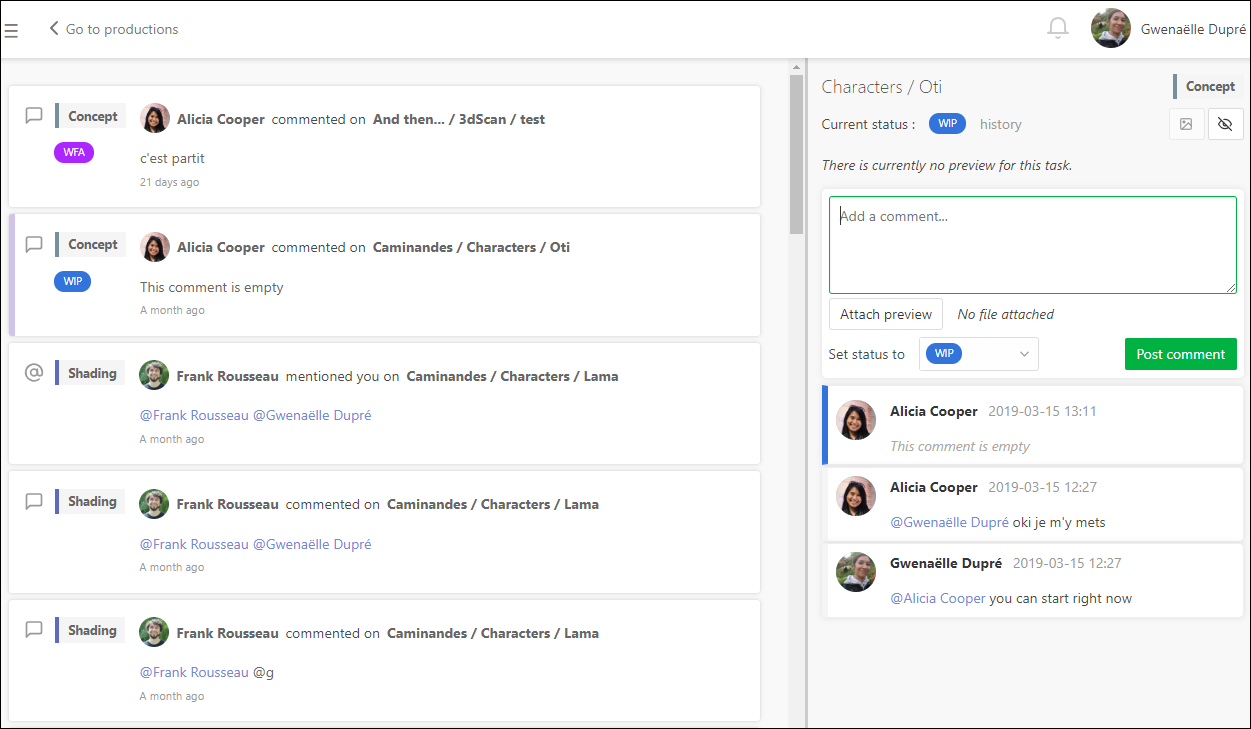 Go to productions
Gwenaëlle Dupré
Concept
Alicia Cooper commented on And then... / 3dScan / test
WFA
c'est partit
21 days ago
Concept
Alicia Cooper commented on Caminandes / Characters / Oti
WIP
This comment is empty
A month ago
@ Shading
Frank Rousseau mentioned you on Caminandes / Characters / Lama
@Frank Rousseau @Gwenaëlle Dupré
A month ago
Shading
Frank Rousseau commented on Caminandes / Characters / Lama
@Frank Rousseau @Gwenaëlle Dupré
A month ago
Shading
Frank Rousseau commented on Caminandes / Characters / Lama
@Frank Rousseau @g
A month ago
Characters / Oti
Concept
Current status : WIP history
There is currently no preview for this task.
Add a comment...
Attach preview No file attached
Set status to WIP
Post comment
Alicia Cooper 2019-03-15 13:11
This comment is empty
Alicia Cooper 2019-03-15 12:27
@Gwenaëlle Dupré oki je m'y mets
Gwenaëlle Dupré 2019-03-15 12:27
@Alicia Cooper you can start right now